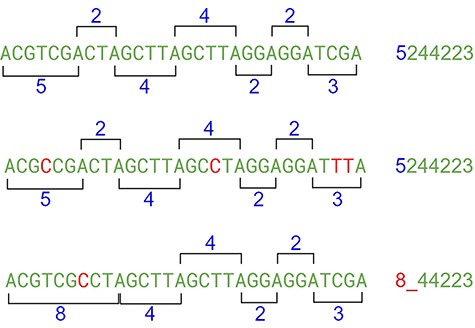 2 4 2
ACGTCGACTAGCTTAGCTTAGGAGGATCGA 5244223
5 4 2 3
2 4 2
ACGCCGACTAGCTTAGCCTAGGAGGATTTA 5244223
5 4 2 3
4 2
ACGTCGCCTAGCTTAGCTTAGGAGGATCGA 8_44223
8 4 2 3